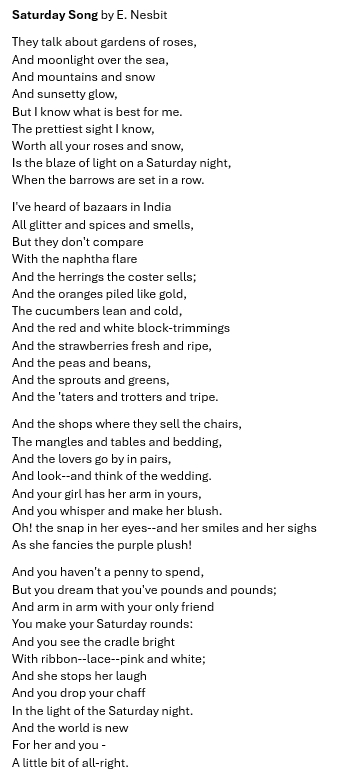 Saturday Song by E. Nesbit
They talk about gardens of roses,
And moonlight over the sea,
And mountains and snow
And sunsetty glow,
But I know what is best for me.
The prettiest sight I know,
Worth all your roses and snow,
Is the blaze of light on a Saturday night,
When the barrows are set in a row.
I've heard of bazaars in India
All glitter and spices and smells,
But they don't compare
With the naphtha flare
And the herrings the coster sells;
And the oranges piled like gold,
The cucumbers lean and cold,
And the red and white block-trimmings
And the strawberries fresh and ripe,
And the peas and beans,
And the sprouts and greens,
And the 'taters and trotters and tripe.
And the shops where they sell the chairs,
The mangles and tables and bedding,
And the lovers go by in pairs,
And look--and think of the wedding.
And your girl has her arm in yours,
And you whisper and make her blush.
Oh! the snap in her eyes--and her smiles and her sighs
As she fancies the purple plush!
And you haven't a penny to spend,
But you dream that you've pounds and pounds;
And arm in arm with your only friend
You make your Saturday rounds:
And you see the cradle bright
With ribbon--lace--pink and white;
And she stops her laugh
And you drop your chaff
In the light of the Saturday night.
And the world is new
For her and you -
A little bit of all-right.